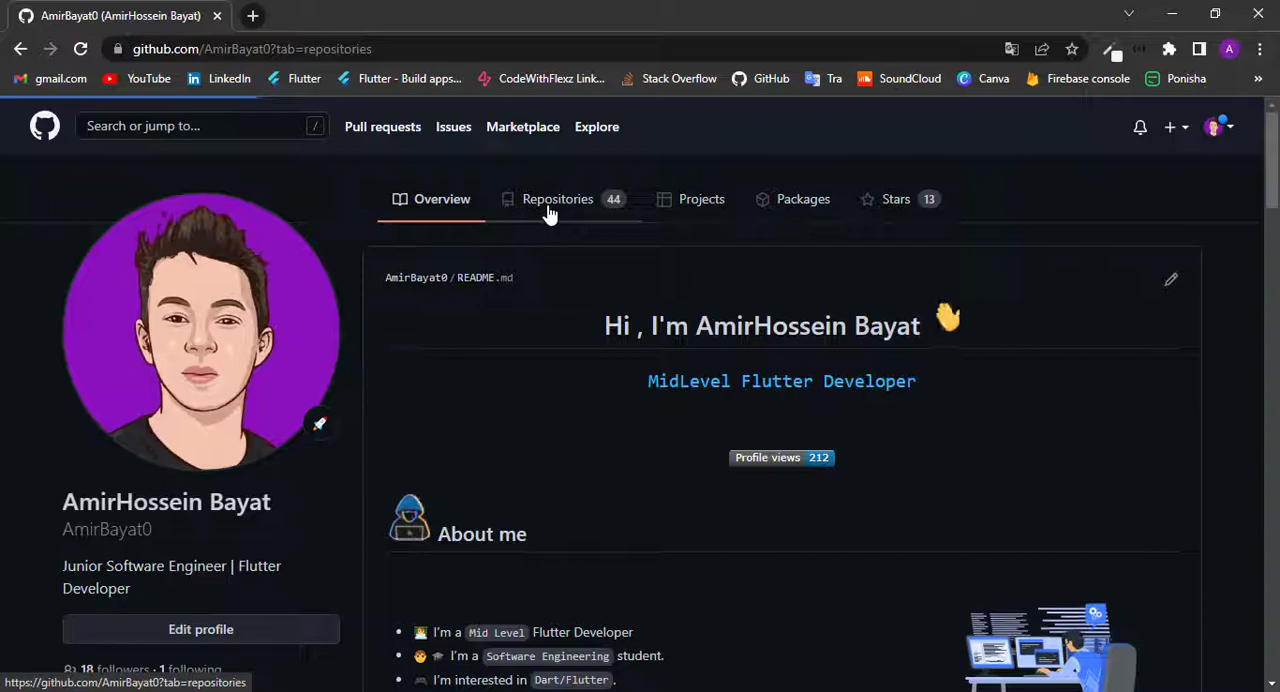 AmirBayat0 (AmirHossein Bayat)
github.com/AmirBayat0?tab=repositories
A
gmail.com YouTube LinkedIn Flutter Flutter - Build apps... CodeWithFlexz Link... Stack Overflow GitHub Tra SoundCloud Canva Firebase console Ponisha »
Search or jump to... / Pull requests Issues Marketplace Explore
Overview Repositories 44 Projects Packages Stars 13
AmirBayat0/README.md
Hi , I'm AmirHossein Bayat 👋
MidLevel Flutter Developer
Profile views 212
About me
AmirHossein Bayat
AmirBayat0
Junior Software Engineer | Flutter
Developer
Edit profile
18 followers · 1 following
• I'm a Mid Level Flutter Developer
• I'm a Software Engineering student.
• I'm interested in Dart/Flutter.
https://github.com/AmirBayat0?tab=repositories